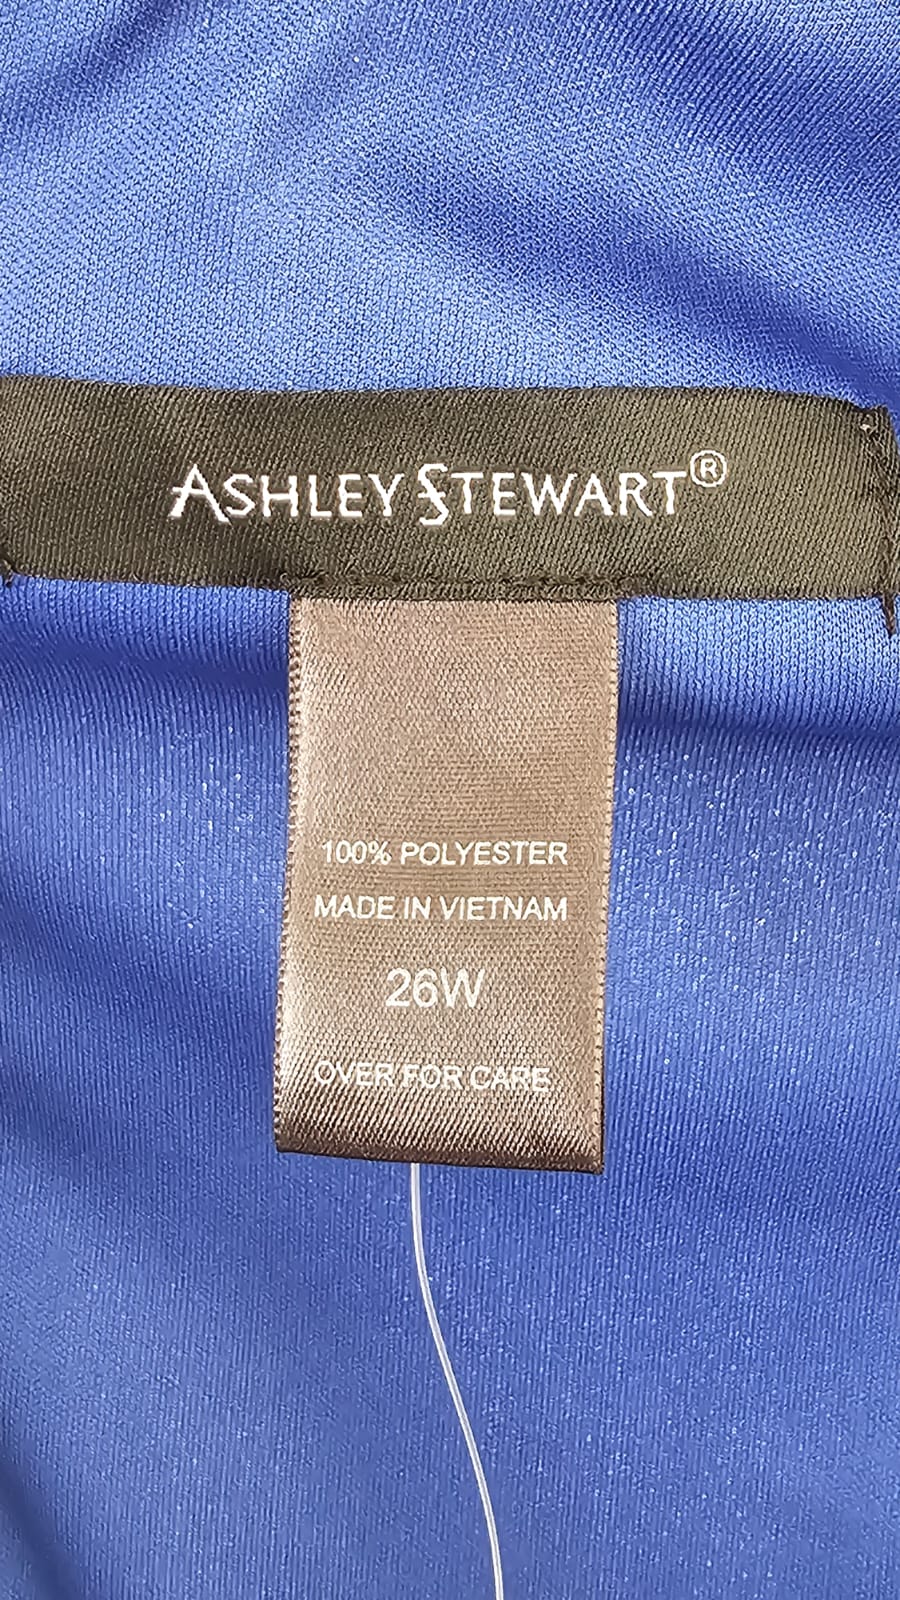 ASHLEY STEWART®
100% POLYESTER
MADE IN VIETNAM
26W
OVER FOR CARE